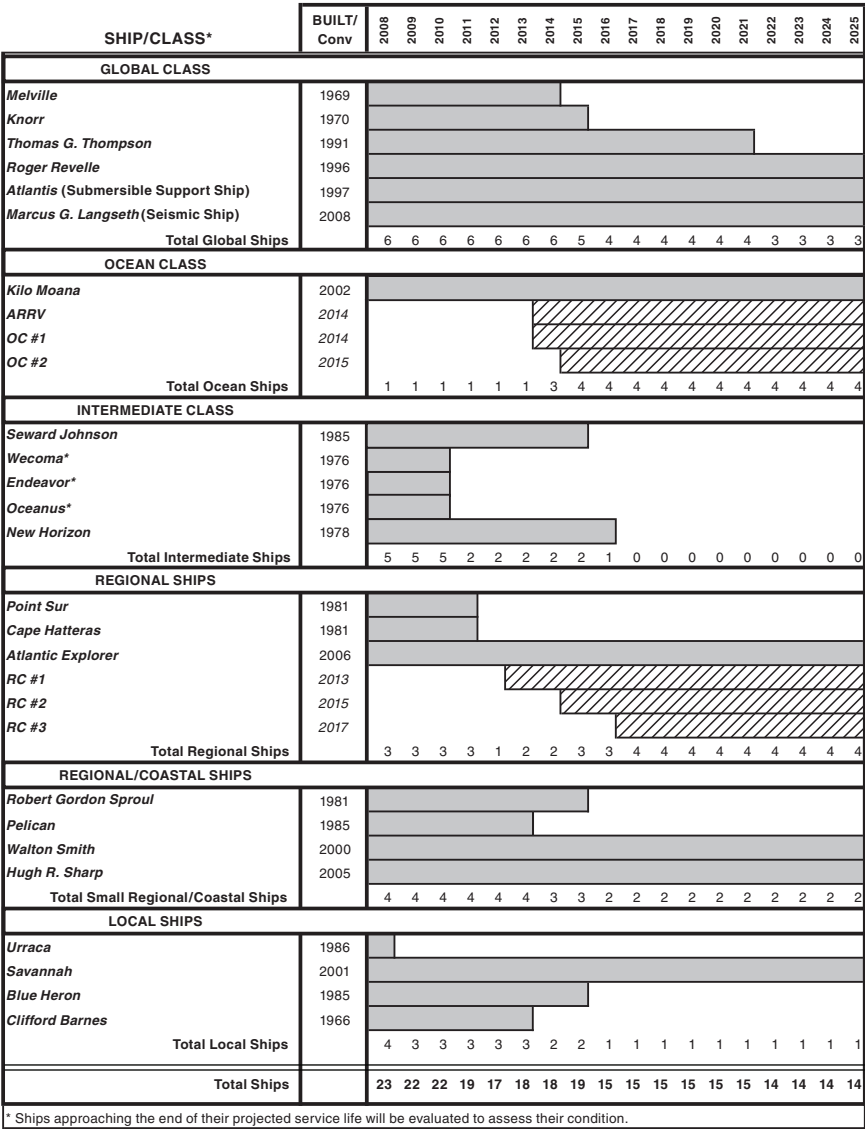 SHIP/CLASS* BUILT/ Conv 2008 2009 2010 2011 2012 2013 2014 2015 2016 2017 2018 2019 2020 2021 2022 2023 2024 2025
GLOBAL CLASS
Melville 1969
Knorr 1970
Thomas G. Thompson 1991
Roger Revelle 1996
Atlantis (Submersible Support Ship) 1997
Marcus G. Langseth (Seismic Ship) 2008
Total Global Ships 6 6 6 6 6 6 6 5 4 4 4 4 4 4 3 3 3 3
OCEAN CLASS
Kilo Moana 2002
ARRV 2014
OC #1 2014
OC #2 2015
Total Ocean Ships 1 1 1 1 1 1 3 4 4 4 4 4 4 4 4 4 4 4
INTERMEDIATE CLASS
Seward Johnson 1985
Wecoma* 1976
Endeavor* 1976
Oceanus* 1976
New Horizon 1978
Total Intermediate Ships 5 5 5 2 2 2 2 2 1 0 0 0 0 0 0 0 0 0
REGIONAL SHIPS
Point Sur 1981
Cape Hatteras 1981
Atlantic Explorer 2006
RC #1 2013
RC #2 2015
RC #3 2017
Total Regional Ships 3 3 3 3 1 2 2 3 3 4 4 4 4 4 4 4 4 4
REGIONAL/COASTAL SHIPS
Robert Gordon Sproul 1981
Pelican 1985
Walton Smith 2000
Hugh R. Sharp 2005
Total Small Regional/Coastal Ships 4 4 4 4 4 4 3 3 2 2 2 2 2 2 2 2 2 2
LOCAL SHIPS
Urraca 1986
Savannah 2001
Blue Heron 1985
Clifford Barnes 1966
Total Local Ships 4 3 3 3 3 3 2 2 1 1 1 1 1 1 1 1 1 1
Total Ships 23 22 22 19 17 18 18 19 15 15 15 15 15 15 14 14 14 14
* Ships approaching the end of their projected service life will be evaluated to assess their condition.